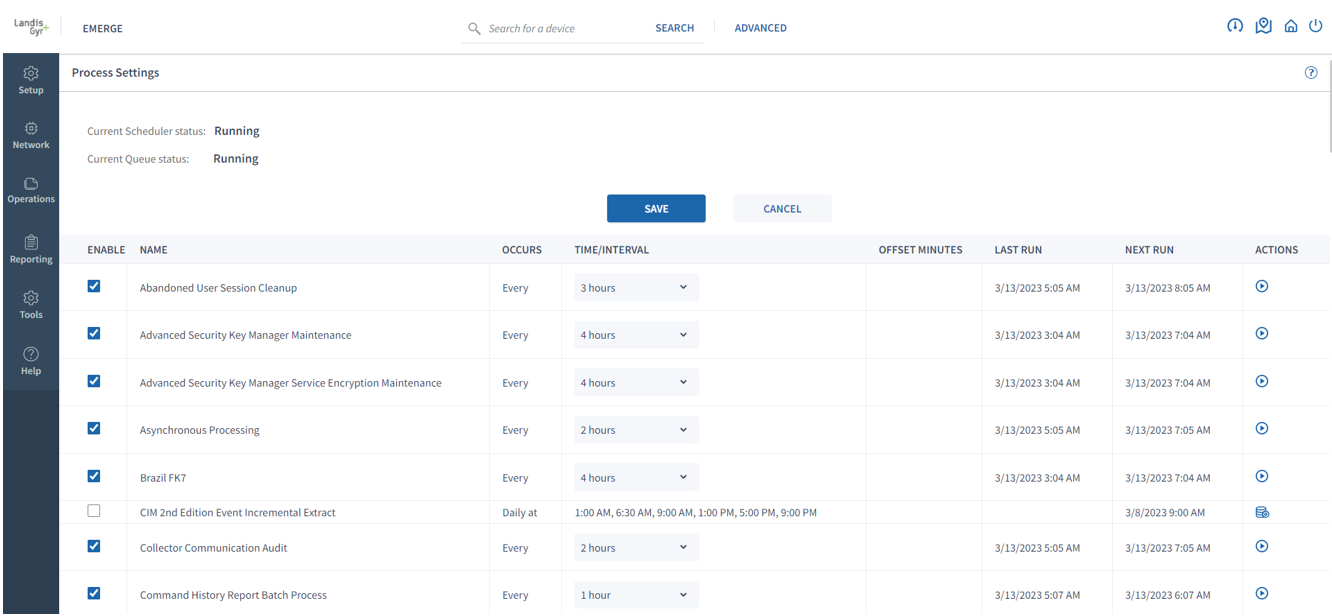 Landis
Gyr+
EMERGE
Search for a device
SEARCH
ADVANCED
Setup
Network
Operations
Reporting
Tools
Help
Process Settings
?
Current Scheduler status: Running
Current Queue status: Running
SAVE
CANCEL
ENABLE NAME OCCURS TIME/INTERVAL OFFSET MINUTES LAST RUN NEXT RUN ACTIONS
Abandoned User Session Cleanup Every 3 hours 3/13/2023 5:05 AM 3/13/2023 8:05 AM
Advanced Security Key Manager Maintenance Every 4 hours 3/13/2023 3:04 AM 3/13/2023 7:04 AM
Advanced Security Key Manager Service Encryption Maintenance Every 4 hours 3/13/2023 3:04 AM 3/13/2023 7:04 AM
Asynchronous Processing Every 2 hours 3/13/2023 5:05 AM 3/13/2023 7:05 AM
Brazil FK7 Every 4 hours 3/13/2023 3:04 AM 3/13/2023 7:04 AM
CIM 2nd Edition Event Incremental Extract Daily at 1:00 AM, 6:30 AM, 9:00 AM, 1:00 PM, 5:00 PM, 9:00 PM 3/8/2023 9:00 AM
Collector Communication Audit Every 2 hours 3/13/2023 5:05 AM 3/13/2023 7:05 AM
Command History Report Batch Process Every 1 hour 3/13/2023 5:07 AM 3/13/2023 6:07 AM